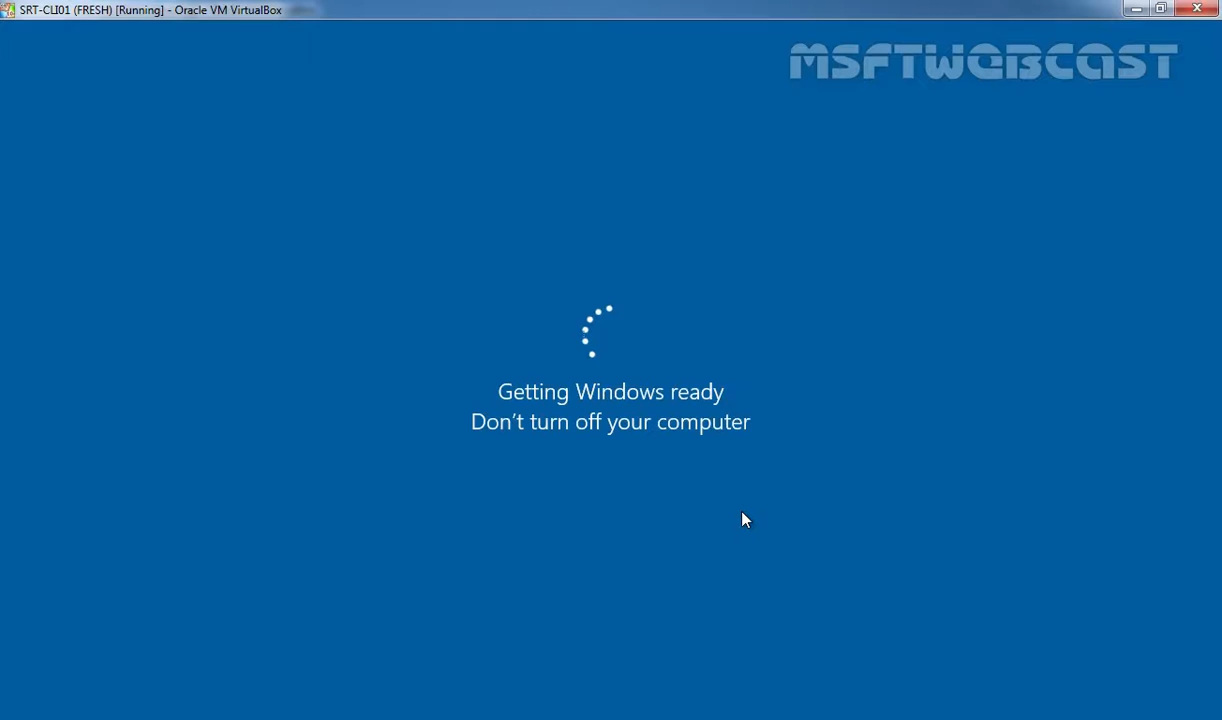 SRT-CLI01 (FRESH) [Running] - Oracle VM VirtualBox
MSFTWEBCAST
Getting Windows ready
Don't turn off your computer